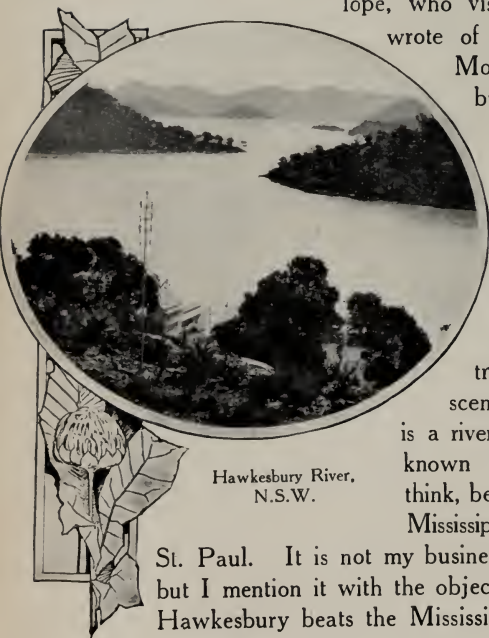 lope, who vis
wrote of
Mo
bu
tr
scen
is a river
known
think, be
Mississip
Hawkesbury River,
N.S.W.
St. Paul. It is not my busine
but I mention it with the objec
Hawkesbury beats the Mississi